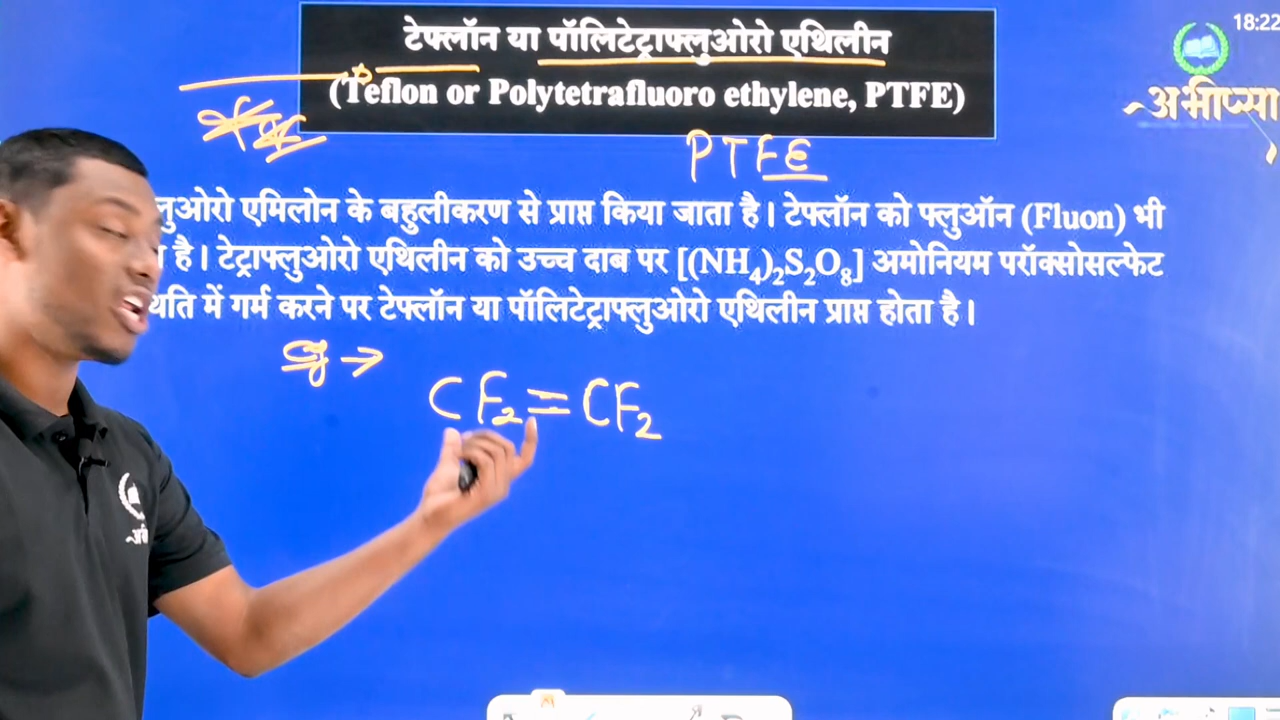 18:22
टेफ्लॉन या पॉलिटेट्राफ्लुओरो एथिलीन
(Teflon or Polytetrafluoro ethylene, PTFE)
अभीप्सा
PTFE
लुओरो एमिलोन के बहुलीकरण से प्राप्त किया जाता है। टेफ्लॉन को फ्लुऑन (Fluon) भी
है। टेट्राफ्लुओरो एथिलीन को उच्च दाब पर [(NH₄)₂S₂O₈] अमोनियम परॉक्सोसल्फेट
थति में गर्म करने पर टेफ्लॉन या पॉलिटेट्राफ्लुओरो एथिलीन प्राप्त होता है।
→
CF₂=CF₂